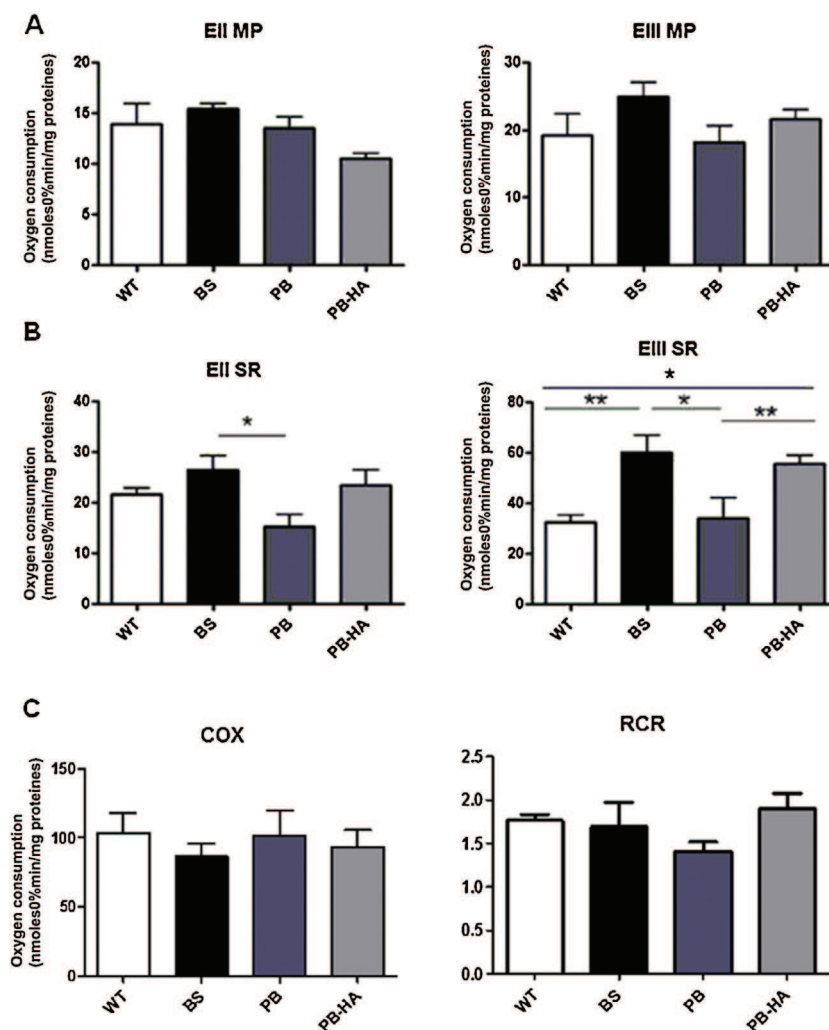 A
EII MP
Oxygen consumption
(nmoles0%min/mg proteines)
20
15
10
5
0
WT
BS
PB
PB-HA
EIII MP
Oxygen consumption
(nmoles0%min/mg proteines)
30
20
10
0
WT
BS
PB
PB-HA
B
EII SR
Oxygen consumption
(nmoles0%min/mg proteines)
40
30
20
10
0
*
WT
BS
PB
PB-HA
EIII SR
Oxygen consumption
(nmoles0%min/mg proteines)
80
60
40
20
0
*
** * **
WT
BS
PB
PB-HA
C
COX
Oxygen consumption
(nmoles0%min/mg proteines)
150
100
50
0
WT
BS
PB
PB-HA
RCR
2.5
2.0
1.5
1.0
0.5
0.0
WT
BS
PB
PB-HA